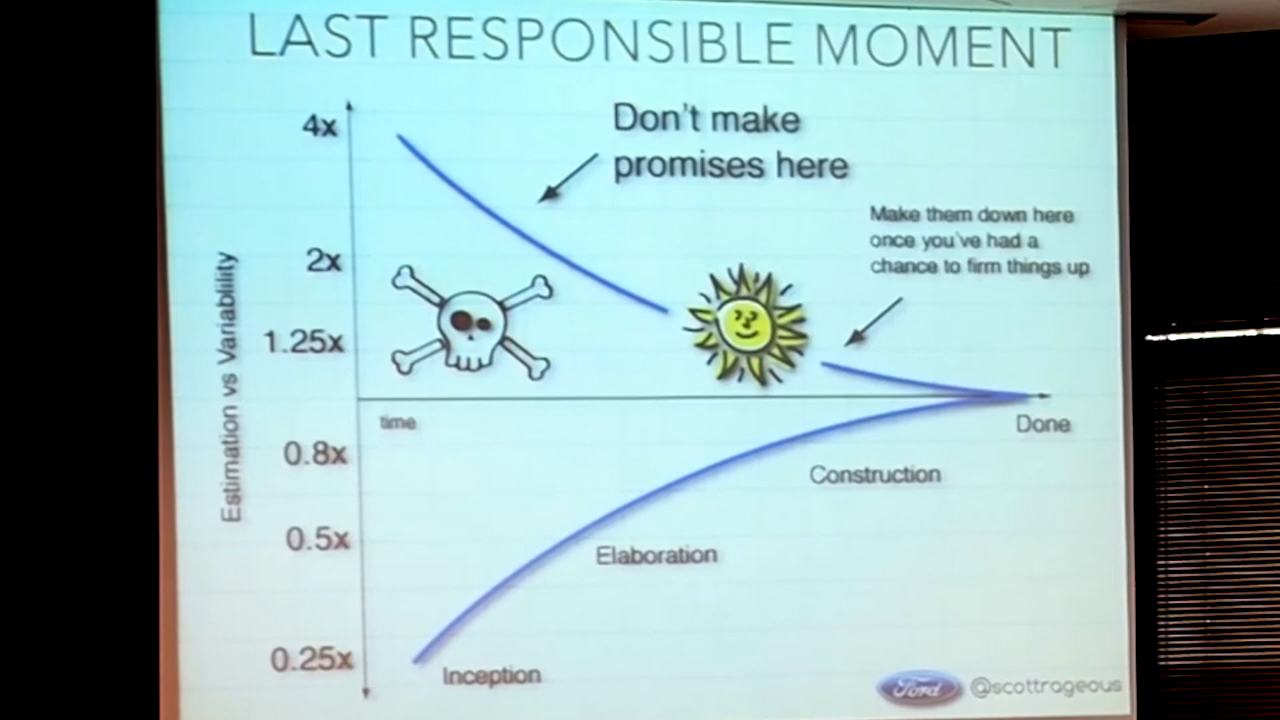 LAST RESPONSIBLE MOMENT
Don't make
promises here
4x
Make them down here
once you've had a
chance to firm things up
2x
1.25x
Estimation vs Variablility
time
Done
0.8x
Construction
0.5x
Elaboration
0.25x
Inception
Ford
@scottrageous